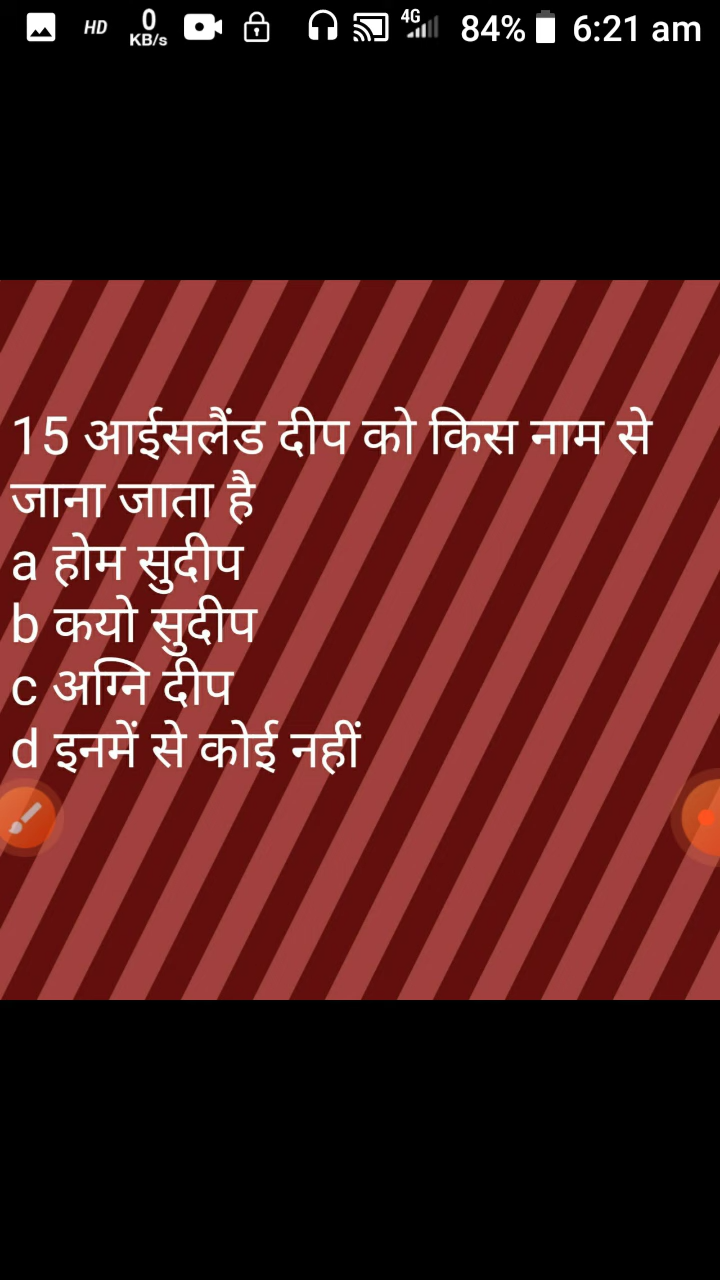 HD 0 KB/s 4G 84% 6:21 am
15 आईसलैंड दीप को किस नाम से
जाना जाता है
a होम सुदीप
b कयो सुदीप
c अग्नि दीप
d इनमें से कोई नहीं